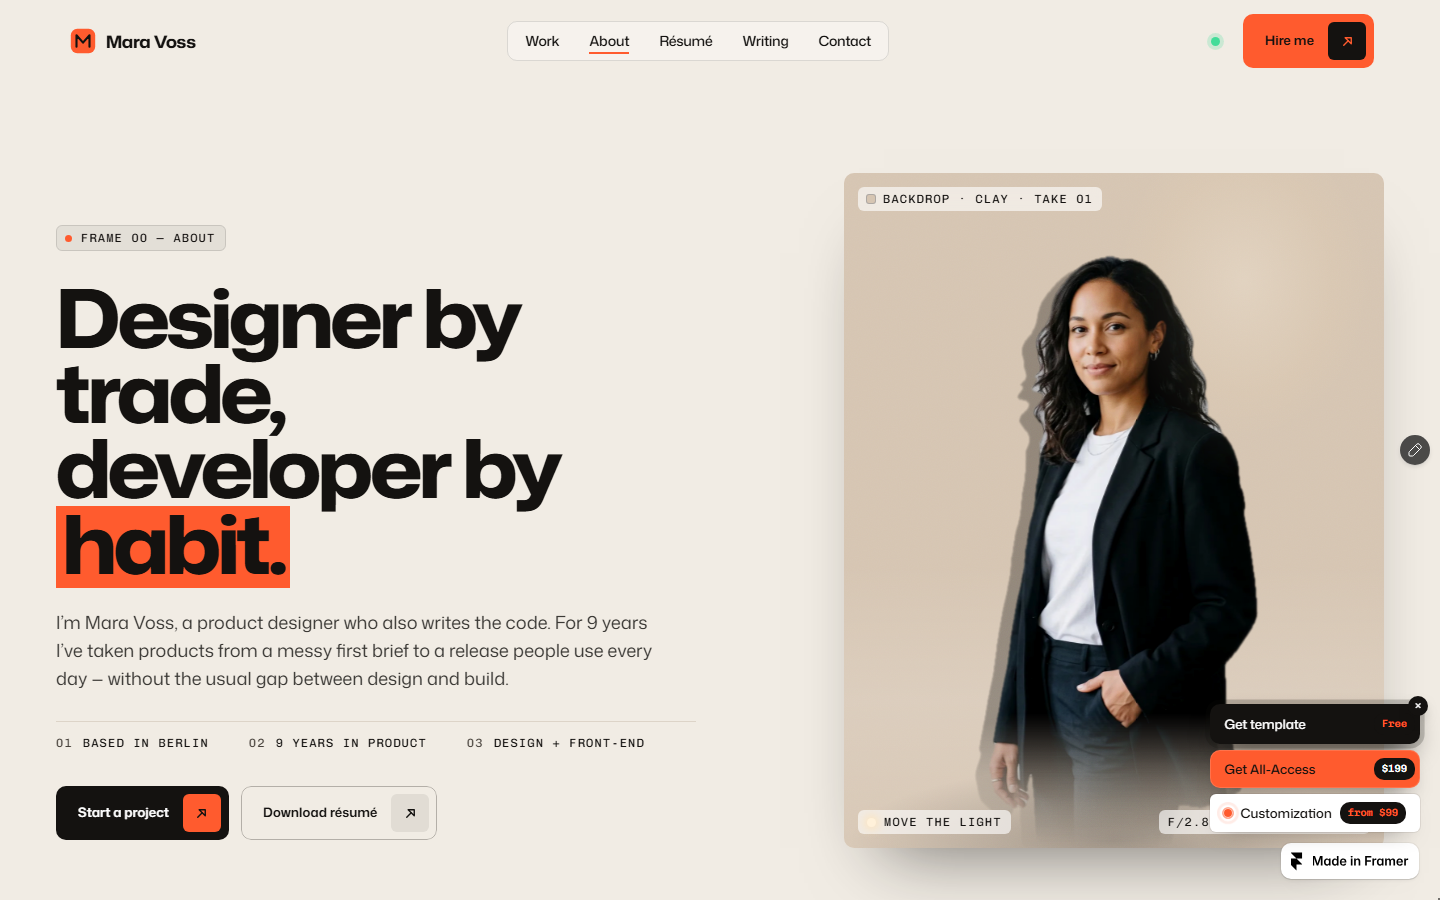 Mara Voss
Work
About
Résumé
Writing
Contact
Hire me
FRAME 00 — ABOUT
Designer by
trade,
developer by
habit.
I'm Mara Voss, a product designer who also writes the code. For 9 years
I've taken products from a messy first brief to a release people use every
day — without the usual gap between design and build.
01 BASED IN BERLIN
02 9 YEARS IN PRODUCT
03 DESIGN + FRONT-END
Start a project
Download résumé
BACKDROP · CLAY · TAKE 01
MOVE THE LIGHT
F/2.8
Get template
Free
Get All-Access
$199
Customization
from $99
Made in Framer